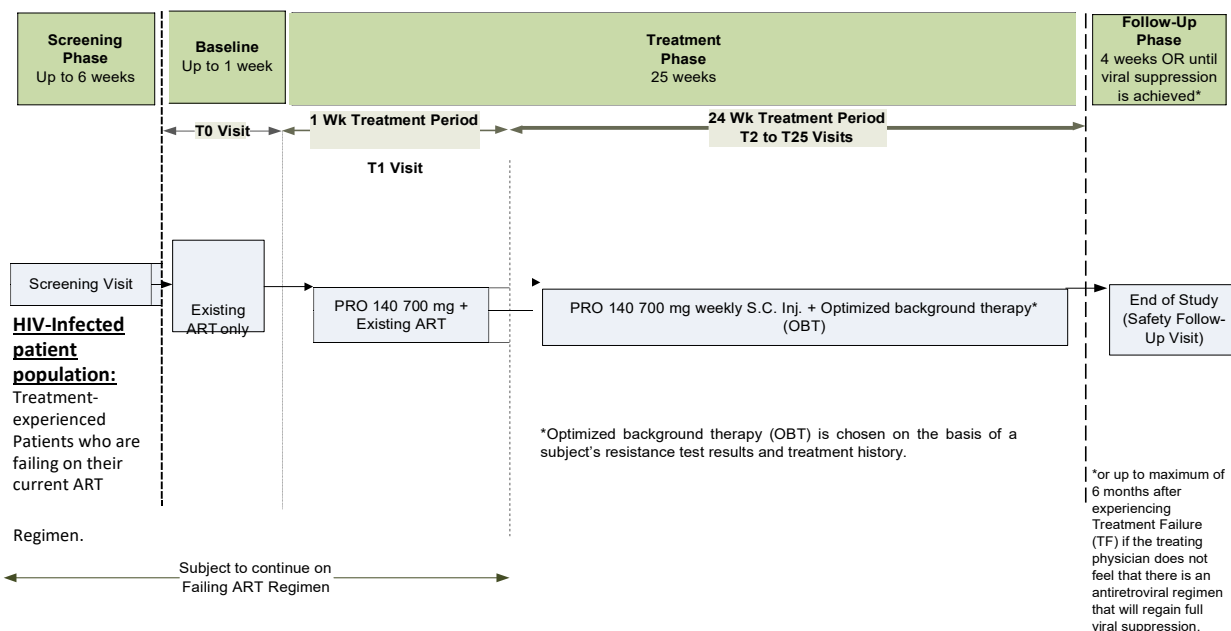 Screening
Phase
Up to 6 weeks
Baseline
Up to 1 week
Treatment
Phase
25 weeks
Follow-Up
Phase
4 weeks OR until
viral suppression
is achieved*
T0 Visit
1 Wk Treatment Period
T1 Visit
24 Wk Treatment Period
T2 to T25 Visits
Screening Visit
Existing
ART only
PRO 140 700 mg +
Existing ART
PRO 140 700 mg weekly S.C. Inj. + Optimized background therapy*
(OBT)
End of Study
(Safety Follow-
Up Visit)
HIV-Infected
patient
population:
Treatment-
experienced
Patients who are
failing on their
current ART
Regimen.
*Optimized background therapy (OBT) is chosen on the basis of a
subject's resistance test results and treatment history.
*or up to maximum of
6 months after
experiencing
Treatment Failure
(TF) if the treating
physician does not
feel that there is an
antiretroviral regimen
that will regain full
viral suppression.
Subject to continue on
Failing ART Regimen